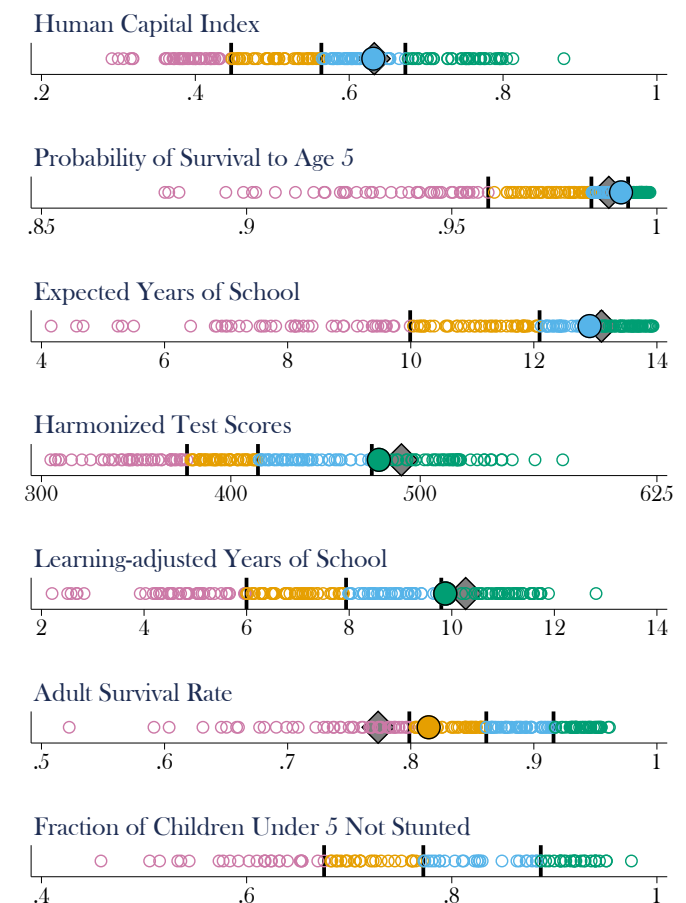 Human Capital Index
.2 .4 .6 .8 1
Probability of Survival to Age 5
.85 .9 .95 1
Expected Years of School
4 6 8 10 12 14
Harmonized Test Scores
300 400 500 625
Learning-adjusted Years of School
2 4 6 8 10 12 14
Adult Survival Rate
.5 .6 .7 .8 .9 1
Fraction of Children Under 5 Not Stunted
.4 .6 .8 1